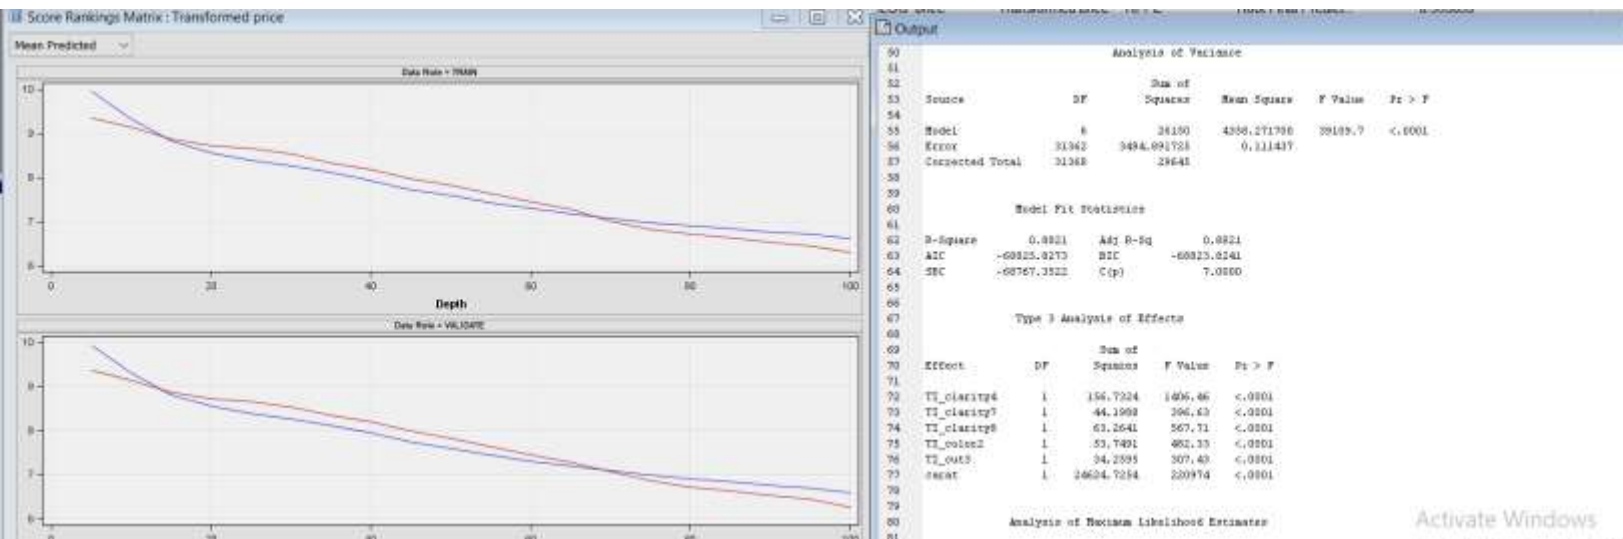 Score Rankings Matrix : Transformed price
Mean Predicted
Data Role = TRAIN
10
9
8
7
6
0 20 40 60 80 100
Depth
Data Role = VALIDATE
10
9
8
7
6
Output
50 Analysis of Variance
51
52 Sum of
53 Source DF Squares Mean Square F Value Pr > F
54
55 Model 6 26150 4358.271700 39109.7 <.0001
56 Error 31362 3494.891723 0.111437
57 Corrected Total 31368 29645
58
59
60 Model Fit Statistics
61
62 R-Square 0.8821 Adj R-Sq 0.8821
63 AIC -68825.8273 BIC -68823.8241
64 SBC -68767.3522 C(p) 7.0000
65
66
67 Type 3 Analysis of Effects
68
69 Sum of
70 Effect DF Squares F Value Pr > F
71
72 TI_clarity4 1 156.7324 1406.46 <.0001
73 TI_clarity7 1 44.1988 396.63 <.0001
74 TI_clarity8 1 63.2641 567.71 <.0001
75 TI_color2 1 53.7491 482.33 <.0001
76 TI_cut3 1 34.2595 307.43 <.0001
77 carat 1 24624.7254 220974 <.0001
78
79
80 Analysis of Maximum Likelihood Estimates
81
Activate Windows